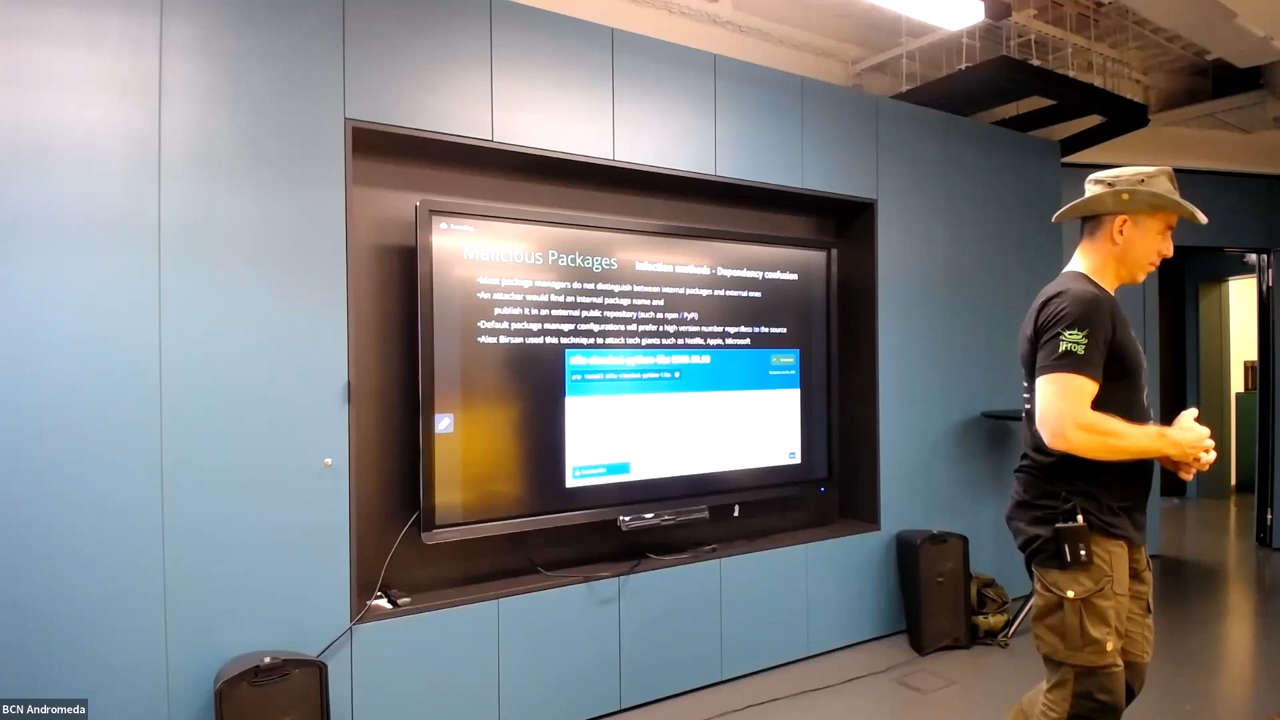 Malicious Packages
Infection methods - Dependency confusion
•Most package managers do not distinguish between internal packages and external ones
•An attacker would find an internal package name and
publish it in an external public repository (such as npm / PyPi)
•Default package manager configurations will prefer a high version number regardless to the source
•Alex Birsan used this technique to attack tech giants such as Netflix, Apple, Microsoft
pip install
jFrog
BCN Andromeda